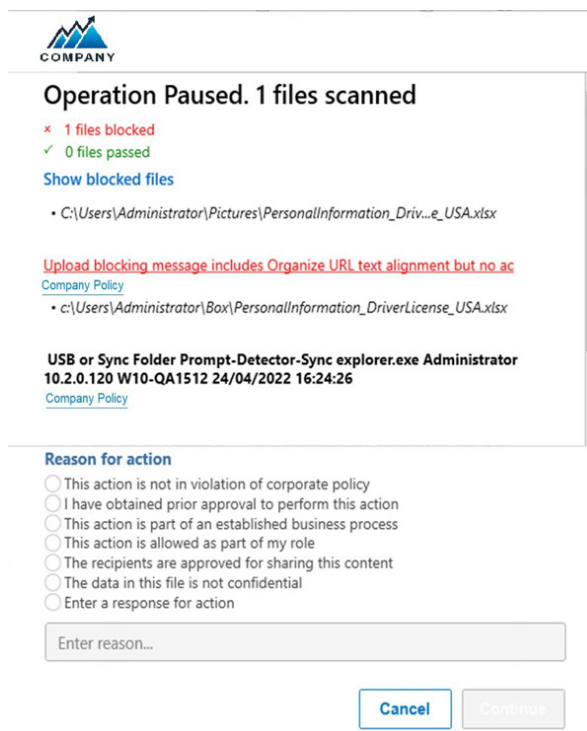 COMPANY
Operation Paused. 1 files scanned
× 1 files blocked
✓ 0 files passed
Show blocked files
• C:\Users\Administrator\Pictures\PersonalInformation_Driv...e_USA.xlsx
Upload blocking message includes Organize URL text alignment but no ac
Company Policy
• c:\Users\Administrator\Box\PersonalInformation_DriverLicense_USA.xlsx
USB or Sync Folder Prompt-Detector-Sync explorer.exe Administrator
10.2.0.120 W10-QA1512 24/04/2022 16:24:26
Company Policy
Reason for action
This action is not in violation of corporate policy
I have obtained prior approval to perform this action
This action is part of an established business process
This action is allowed as part of my role
The recipients are approved for sharing this content
The data in this file is not confidential
Enter a response for action
Enter reason...
Cancel
Continue